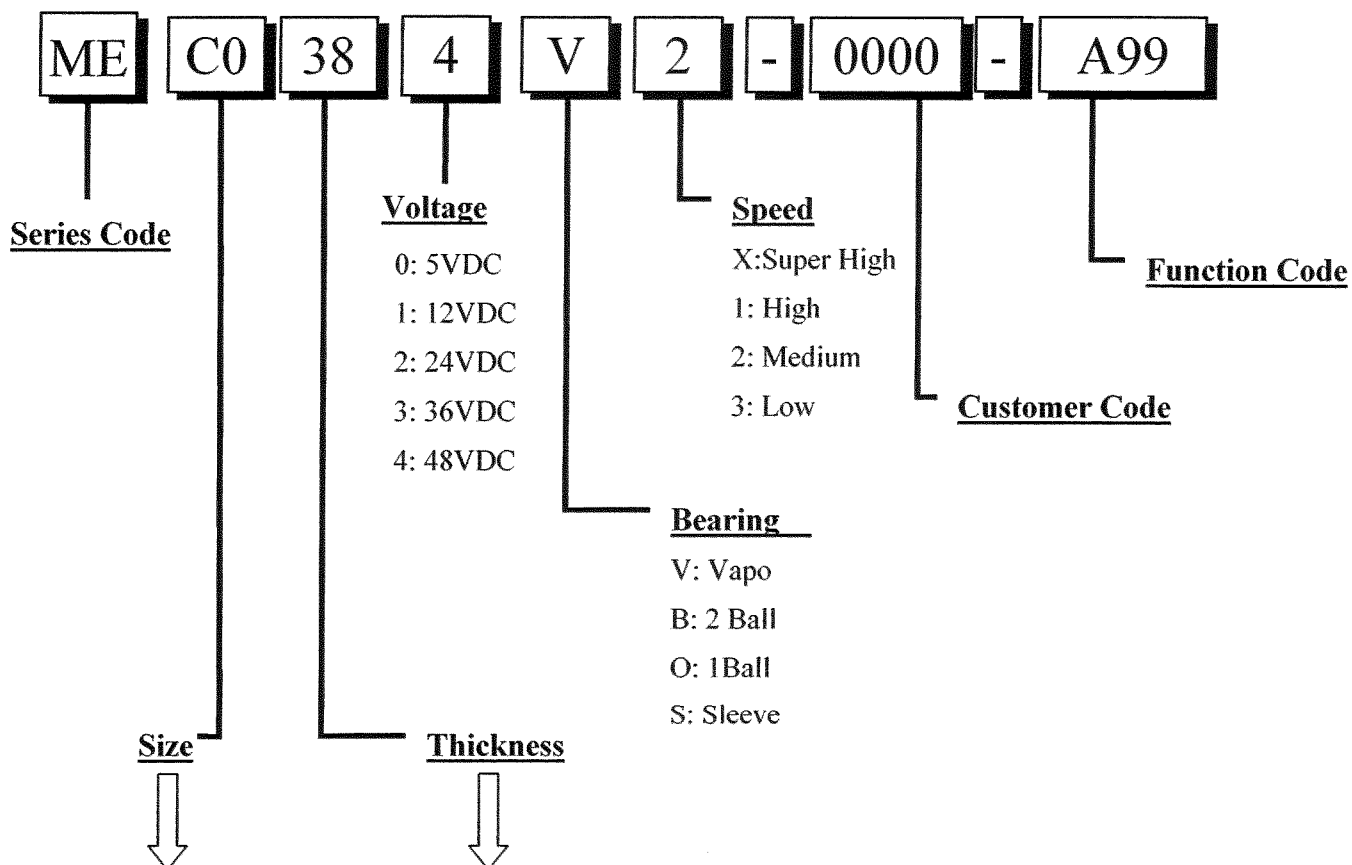 ME C0 38 4 V 2 - 0000 - A99
Series Code
Voltage
0: 5VDC
1: 12VDC
2: 24VDC
3: 36VDC
4: 48VDC
Speed
X:Super High
1: High
2: Medium
3: Low
Function Code
Customer Code
Bearing
V: Vapo
B: 2 Ball
O: 1Ball
S: Sleeve
Size
Thickness